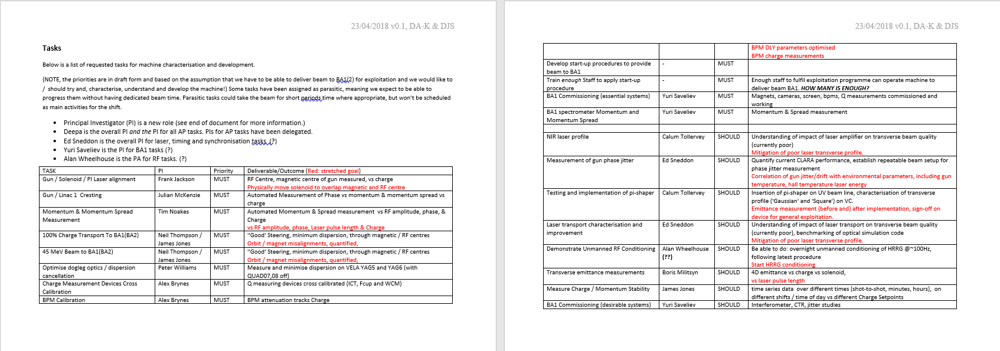 23/04/2018 v0.1, DA-K & DJS
Tasks
Below is a list of requested tasks for machine characterisation and development.
(NOTE, the priorities are in draft form and based on the assumption that we have to be able to deliver beam to BA1(2) for exploitation and we would like to
/  should try and, characterise, understand and develop the machine!) Some tasks have been assigned as parasitic, meaning we expect to be able to
progress them without having dedicated beam time. Parasitic tasks could take the beam for short periods time where appropriate, but won't be scheduled
as main activities for the shift.
• Principal Investigator (PI) is a new role (see end of document for more information.)
• Deepa is the overall PI and the PI for all AP tasks. PIs for AP tasks have been delegated.
• Ed Sneddon is the overall PI for laser, timing and synchronisation tasks. (?)
• Yuri Saveliev is the PI for BA1 tasks (?)
• Alan Wheelhouse is the PA for RF tasks. (?)
TASK PI Priority Deliverable/Outcome (Red: stretched goal)
Gun / Solenoid / PI Laser alignment Frank Jackson MUST RF Centre, magnetic centre of gun measured, vs charge
Physically move solenoid to overlap magnetic and RF centre
Gun / Linac 1  Cresting Julian McKenzie MUST Automated Measurement of Phase vs momentum & momentum spread vs
charge
Momentum & Momentum Spread Tim Noakes MUST Automated Momentum & Spread measurement  vs RF amplitude, phase, &
Measurement Charge
vs RF amplitude, phase, Laser pulse length & Charge
100% Charge Transport To BA1(BA2) Neil Thompson / MUST "Good' Steering, minimum dispersion, through magnetic / RF centres
James Jones Orbit / magnet misalignments, quantified,
45 MeV Beam to BA1(BA2) Neil Thompson / MUST "Good' Steering, minimum dispersion, through magnetic / RF centres
James Jones Orbit / magnet misalignments, quantified,
Optimise dogleg optics / dispersion Peter Williams MUST Measure and minimise dispersion on VELA YAG5 and YAG6 (with
cancellation QUAD07,08 off)
Charge Measurement Devices Cross Alex Brynes MUST Q measuring devices cross calibrated (ICT, Fcup and WCM)
Calibration
BPM Calibration Alex Brynes MUST BPM attenuation tracks Charge
23/04/2018 v0.1, DA-K & DJS
BPM DLY parameters optimised
BPM charge measurements
Develop start-up procedures to provide - MUST
beam to BA1
Train enough Staff to apply start-up - MUST Enough staff to fulfil exploitation programme can operate machine to
procedure deliver beam BA1. HOW MANY IS ENOUGH?
BA1 Commissioning (essential systems) Yuri Saveliev MUST Magnets, cameras, screen, bpms, Q measurements commissioned and
working
BA1 spectrometer Momentum and Yuri Saveliev MUST Momentum & Spread measurement
Momentum Spread
NIR laser profile Calum Tollervey SHOULD Understanding of impact of laser amplifier on transverse beam quality
(currently poor)
Mitigation of poor laser transverse profile.
Measurement of gun phase jitter Ed Sneddon SHOULD Quantify current CLARA performance, establish repeatable beam setup for
phase jitter measurement
Correlation of gun jitter/drift with environmental parameters, including gun
temperature, hall temperature laser energy
Testing and implementation of pi-shaper Calum Tollervey SHOULD Insertion of pi-shaper on UV beam line, characterisation of transverse
profile ('Gaussian' and 'Square') on VC.
Emittance measurement (before and) after implementation, sign-off on
device for general exploitation.
Laser transport characterisation and Ed Sneddon SHOULD Understanding of impact of laser transport on transverse beam quality
improvement (currently poor), benchmarking of optical simulation code
Mitigation of poor laser transverse profile.
Demonstrate Unmanned RF Conditioning Alan Wheelhouse SHOULD Be able to do: overnight unmanned conditioning of HRRG @~100Hz,
(??) following latest procedure
Start HRRG conditioning
Transverse emittance measurements Boris Militsyn SHOULD 4D emittance vs charge vs solenoid,
vs laser pulse length
Measure Charge / Momentum Stability James Jones SHOULD time series data  over different times (shot-to-shot, minutes, hours),  on
different shifts / time of day vs different Charge Setpoints
BA1 Commissioning (desirable systems) Yuri Saveliev SHOULD Interferometer, CTR, jitter studies